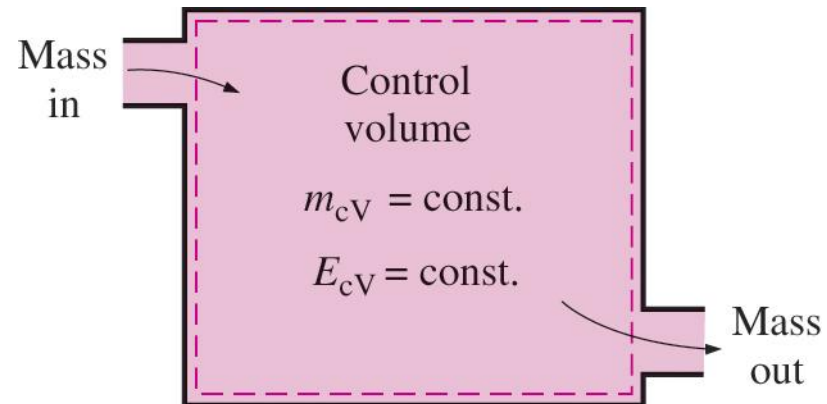 Mass
in
Control
volume
m_cV = const.
E_cV = const.
Mass
out